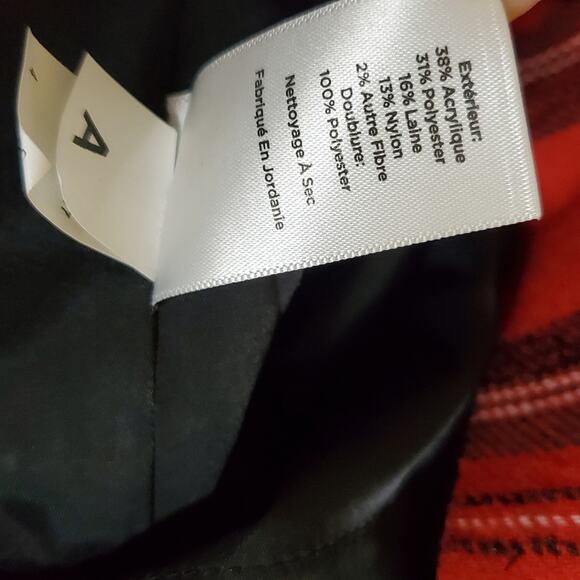 Extérieur:
38% Acrylique
31% Polyester
16% Laine
13% Nylon
2% Autre Fibre
Doublure:
100% Polyester
Nettoyage À Sec
Fabriqué En Jordanie
A